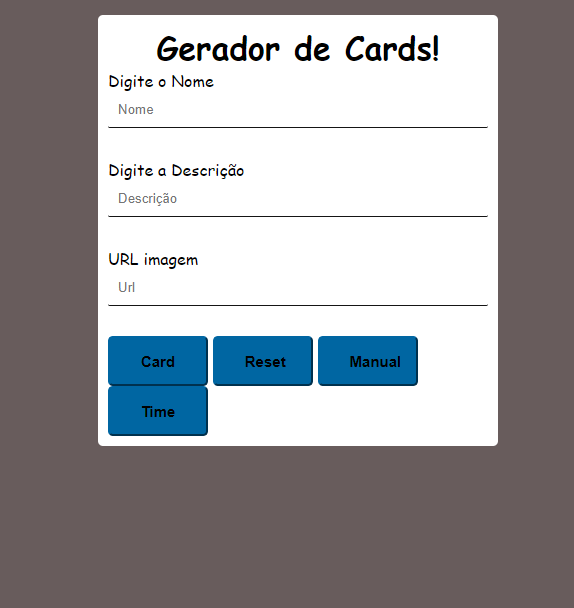 Gerador de Cards!
Digite o Nome
Nome
Digite a Descrição
Descrição
URL imagem
Url
Card Reset Manual
Time